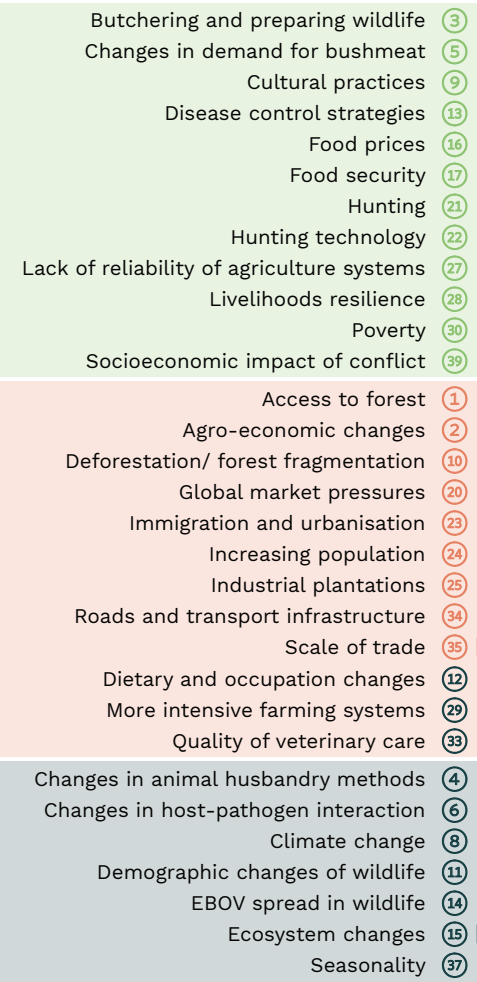 Butchering and preparing wildlife 3
Changes in demand for bushmeat 5
Cultural practices 9
Disease control strategies 13
Food prices 16
Food security 17
Hunting 21
Hunting technology 22
Lack of reliability of agriculture systems 27
Livelihoods resilience 28
Poverty 30
Socioeconomic impact of conflict 39
Access to forest 1
Agro-economic changes 2
Deforestation/ forest fragmentation 10
Global market pressures 20
Immigration and urbanisation 23
Increasing population 24
Industrial plantations 25
Roads and transport infrastructure 34
Scale of trade 35
Dietary and occupation changes 12
More intensive farming systems 29
Quality of veterinary care 33
Changes in animal husbandry methods 4
Changes in host-pathogen interaction 6
Climate change 8
Demographic changes of wildlife 11
EBOV spread in wildlife 14
Ecosystem changes 15
Seasonality 37